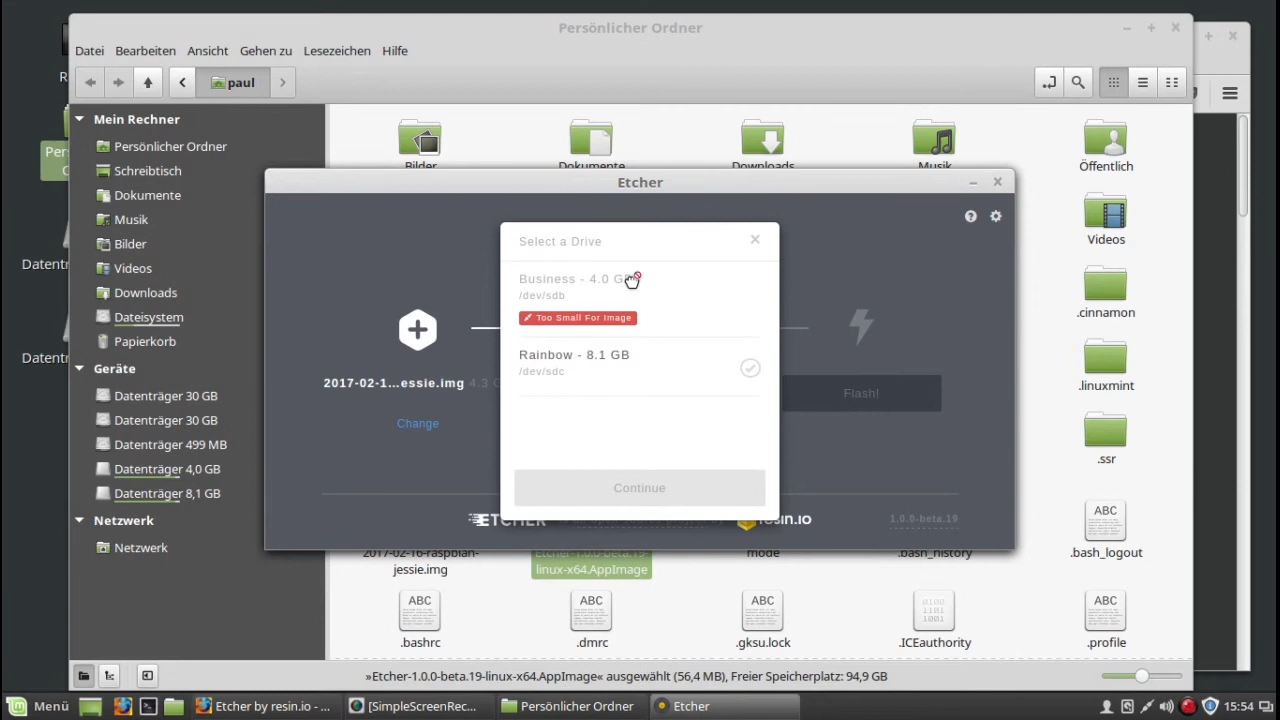 Persönlicher Ordner
Datei Bearbeiten Ansicht Gehen zu Lesezeichen Hilfe
paul
Mein Rechner
Persönlicher Ordner
Schreibtisch
Dokumente
Musik
Bilder
Videos
Downloads
Dateisystem
Papierkorb
Geräte
Datenträger 30 GB
Datenträger 30 GB
Datenträger 499 MB
Datenträger 4,0 GB
Datenträger 8,1 GB
Netzwerk
Netzwerk
Bilder
Dokumente
Downloads
Musik
Öffentlich
Videos
.cinnamon
.linuxmint
.ssr
Etcher
Select a Drive
Business - 4.0
/dev/sdb
Too Small For Image
Rainbow - 8.1 GB
/dev/sdc
Continue
2017-02-1...essie.img 4.3
Change
Flash!
ETCHER
resin.io
1.0.0-beta.19
2017-02-16-raspbian-
jessie.img
Etcher-1.0.0-beta.19-
linux-x64.AppImage
mode
.bash_history
ABC
.bash_logout
ABC
.bashrc
ABC
.dmrc
ABC
.gksu.lock
.ICEauthority
ABC
.profile
»Etcher-1.0.0-beta.19-linux-x64.AppImage« ausgewählt (56,4 MB), Freier Speicherplatz: 94,9 GB
Menü
Etcher by resin.io - ...
[SimpleScreenRec...
Persönlicher Ordner
Etcher
15:54